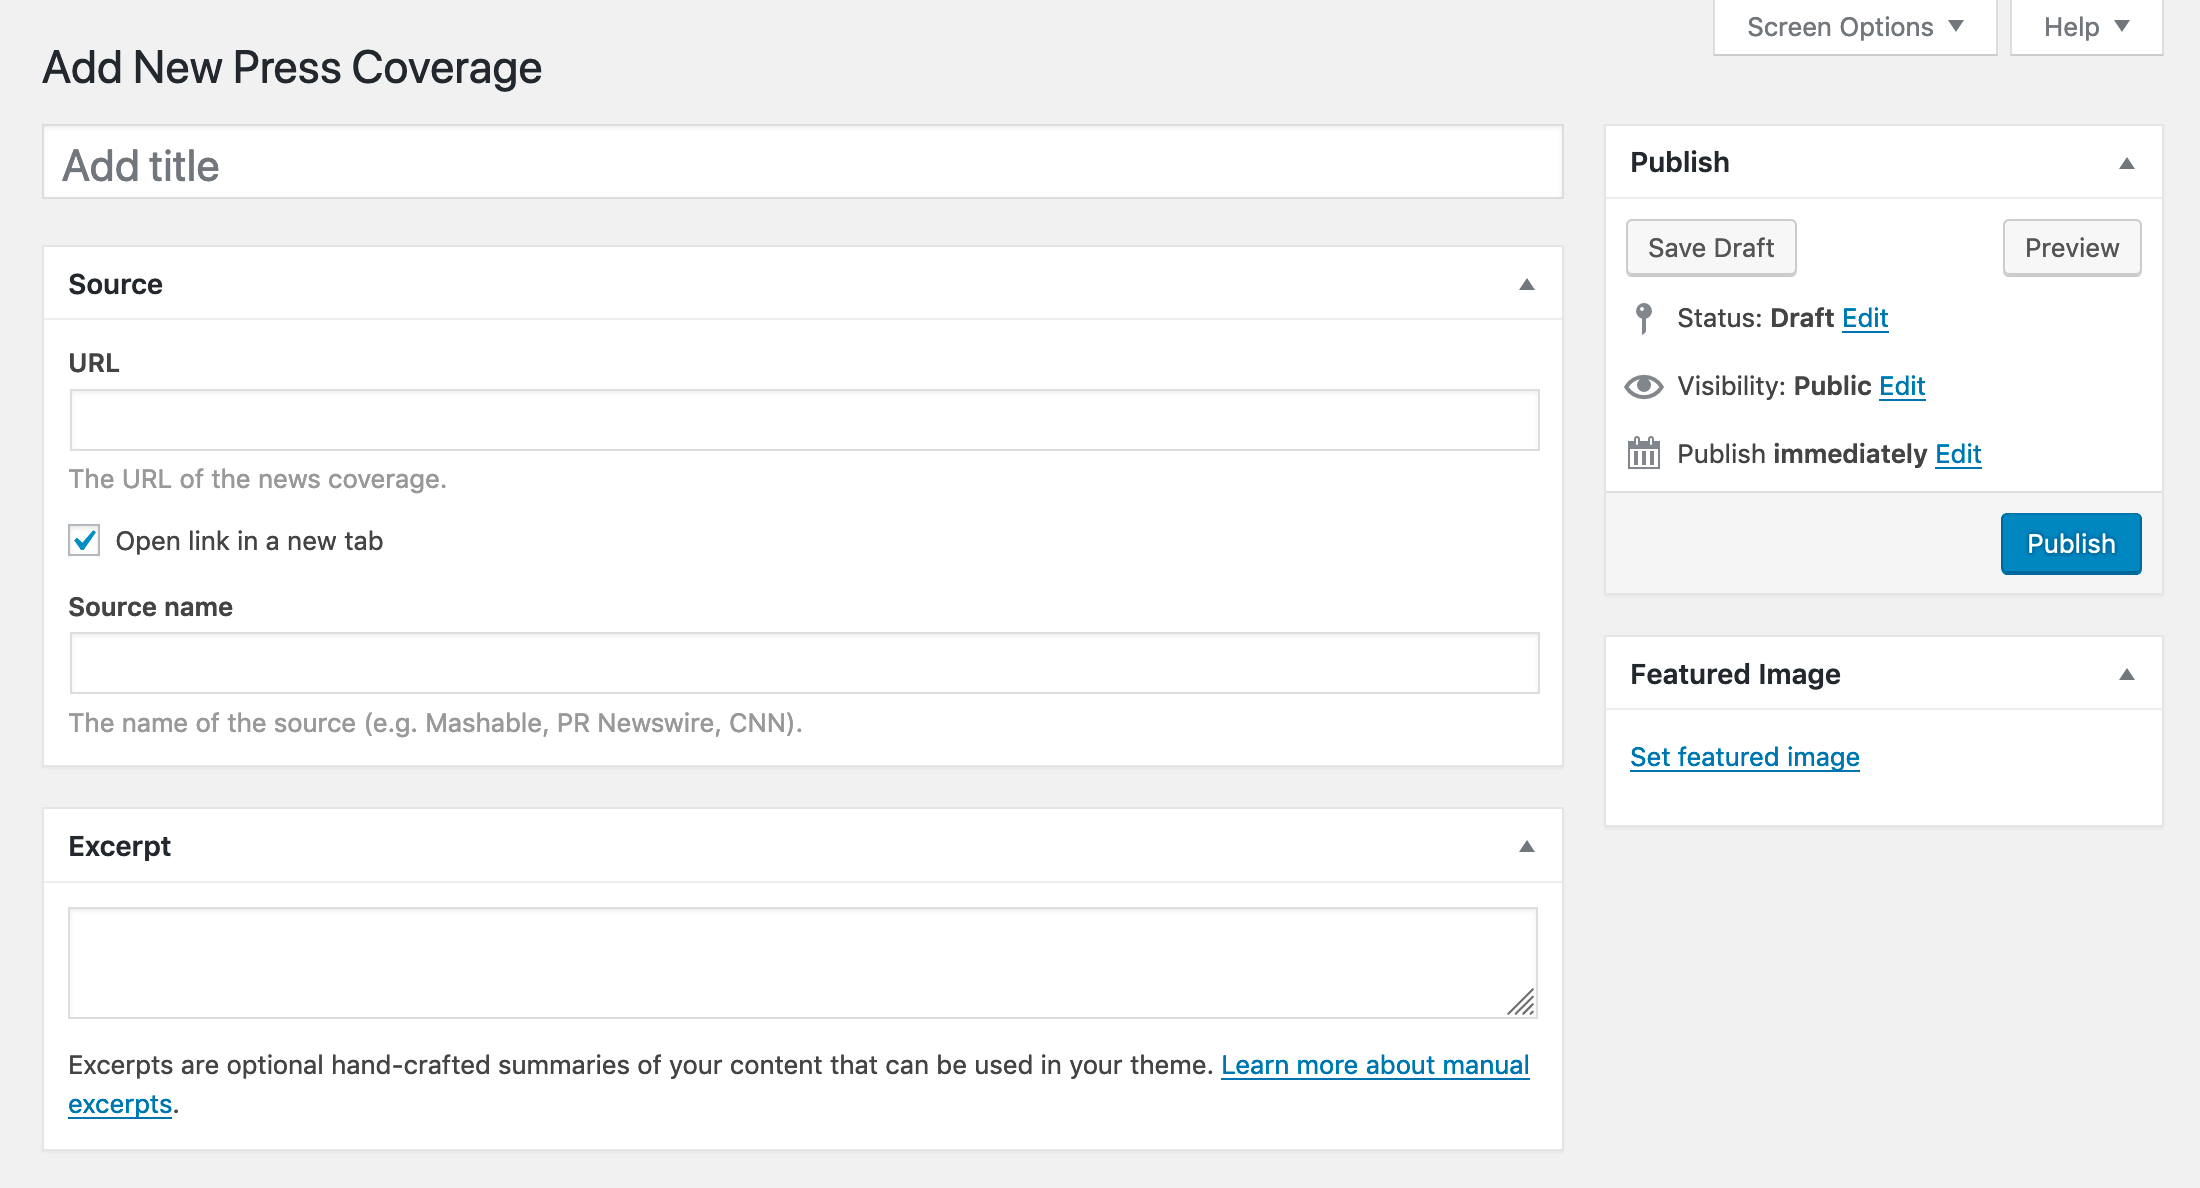 Screen Options
Help
Add New Press Coverage
Add title
Source
URL
The URL of the news coverage.
Open link in a new tab
Source name
The name of the source (e.g. Mashable, PR Newswire, CNN).
Excerpt
Excerpts are optional hand-crafted summaries of your content that can be used in your theme. Learn more about manual
excerpts.
Publish
Save Draft
Preview
Status: Draft Edit
Visibility: Public Edit
Publish immediately Edit
Publish
Featured Image
Set featured image